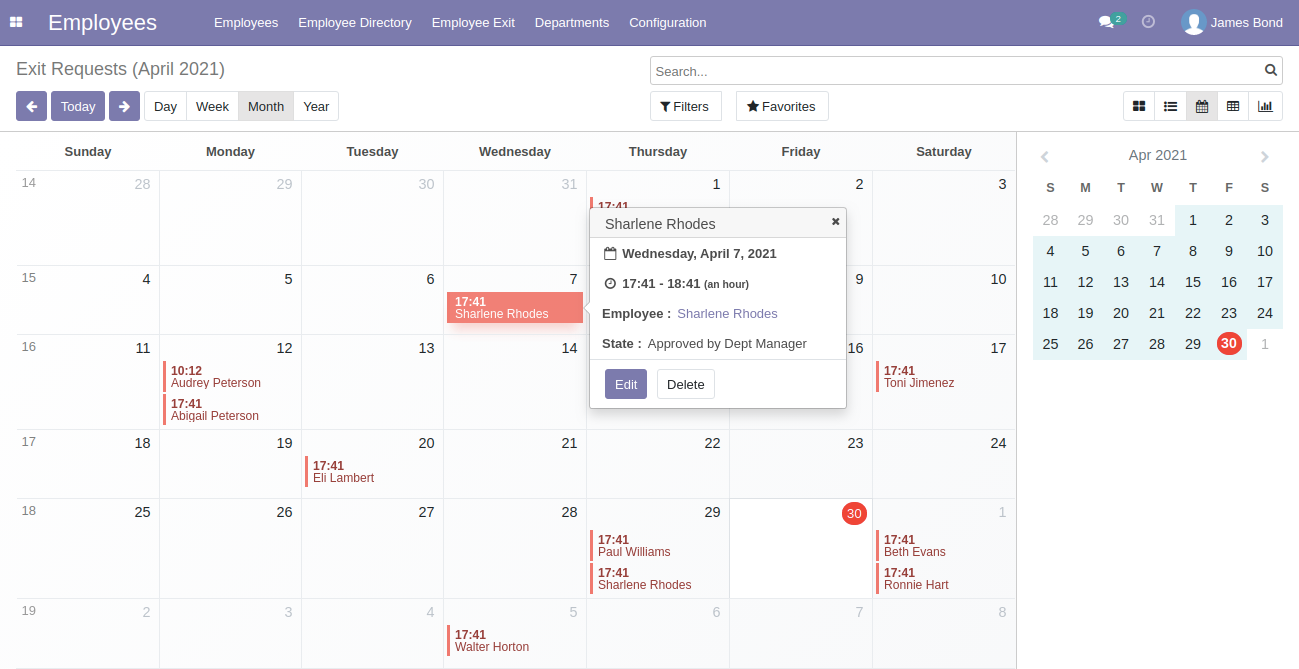 Employees
Employees Employee Directory Employee Exit Departments Configuration
2
James Bond
Exit Requests (April 2021)
Search...
Today
Day Week Month Year
Filters
Favorites
Sunday Monday Tuesday Wednesday Thursday Friday Saturday
14 28 29 30 31 1 2 3
17:41
15 4 5 6 7 9 10
17:41
Sharlene Rhodes
16 11 12 13 14 16 17
10:12
Audrey Peterson
17:41
Abigail Peterson
17:41
Toni Jimenez
17 18 19 20 21 22 23 24
17:41
Eli Lambert
18 25 26 27 28 29 30 1
17:41
Paul Williams
17:41
Sharlene Rhodes
17:41
Beth Evans
17:41
Ronnie Hart
19 2 3 4 5 6 7 8
17:41
Walter Horton
Sharlene Rhodes
Wednesday, April 7, 2021
17:41 - 18:41 (an hour)
Employee : Sharlene Rhodes
State : Approved by Dept Manager
Edit Delete
Apr 2021
S M T W T F S
28 29 30 31 1 2 3
4 5 6 7 8 9 10
11 12 13 14 15 16 17
18 19 20 21 22 23 24
25 26 27 28 29 30 1